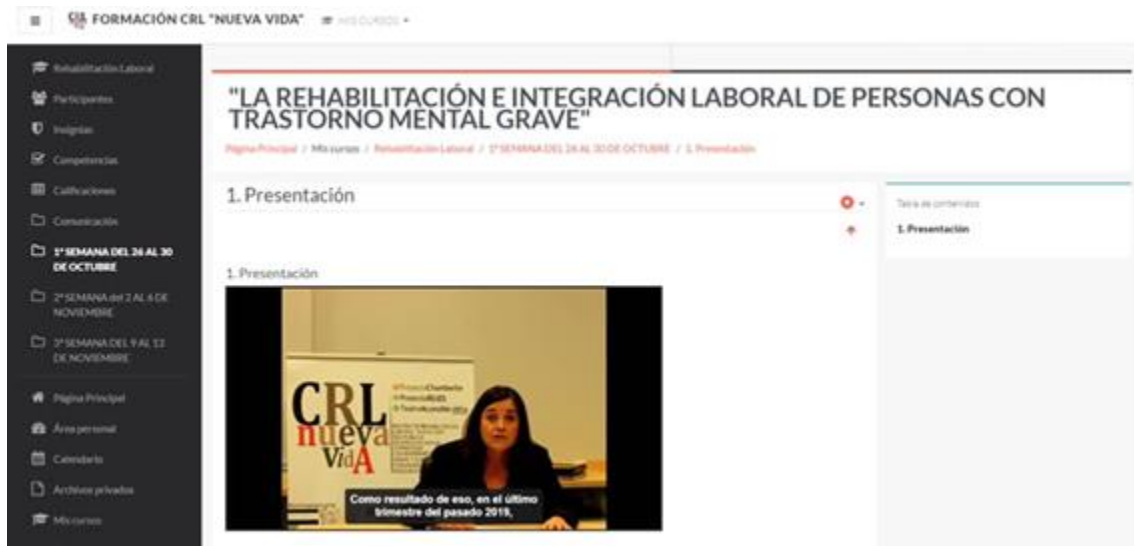 FORMACIÓN CRL "NUEVA VIDA"
MIS CURSOS
Rehabilitación Laboral
Participantes
Insignias
Competencias
Calificaciones
Comunicación
1ª SEMANA DEL 26 AL 30
DE OCTUBRE
2ª SEMANA del 2 AL 6 DE
NOVIEMBRE
3ª SEMANA DEL 9 AL 13
DE NOVIEMBRE
Página Principal
Área personal
Calendario
Archivos privados
Mis cursos
"LA REHABILITACIÓN E INTEGRACIÓN LABORAL DE PERSONAS CON
TRASTORNO MENTAL GRAVE"
Página Principal / Mis cursos / Rehabilitación Laboral / 1ª SEMANA DEL 26 AL 30 DE OCTUBRE / 1. Presentación
1. Presentación
1. Presentación
CRL
nueva
VidA
Como resultado de eso, en el último
trimestre del pasado 2019,
Tabla de contenidos
1. Presentación